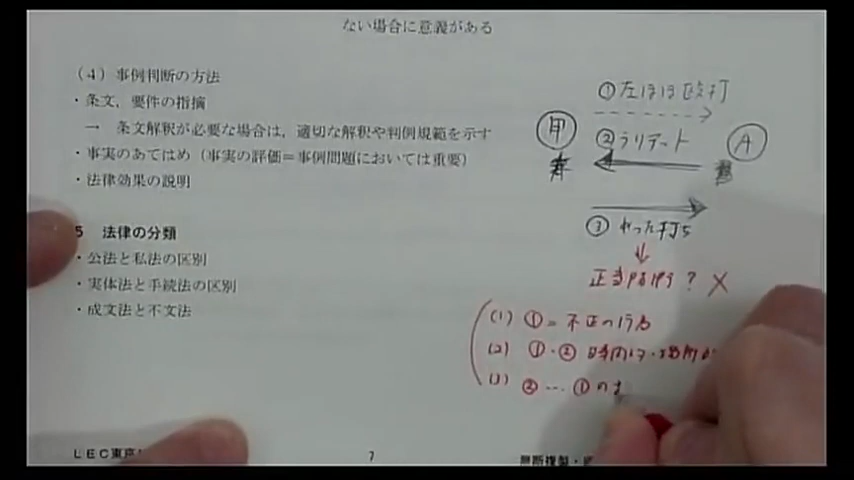 ない場合に意義がある
(4) 事例判断の方法
・条文，要件の指摘
→ 条文解釈が必要な場合は，適切な解釈や判例規範を示す
・事実のあてはめ（事実の評価＝事例問題においては重要）
・法律効果の説明
5 法律の分類
・公法と私法の区別
・実体法と手続法の区別
・成文法と不文法
①左ほほ殴打
甲
②ラリアート
A
③めった打ち
正当防衛？ ×
(1) ①＝不正の行為
(2) ①・②時間的・場所
(3) ②…①の
LEC東京
7
無断複製・